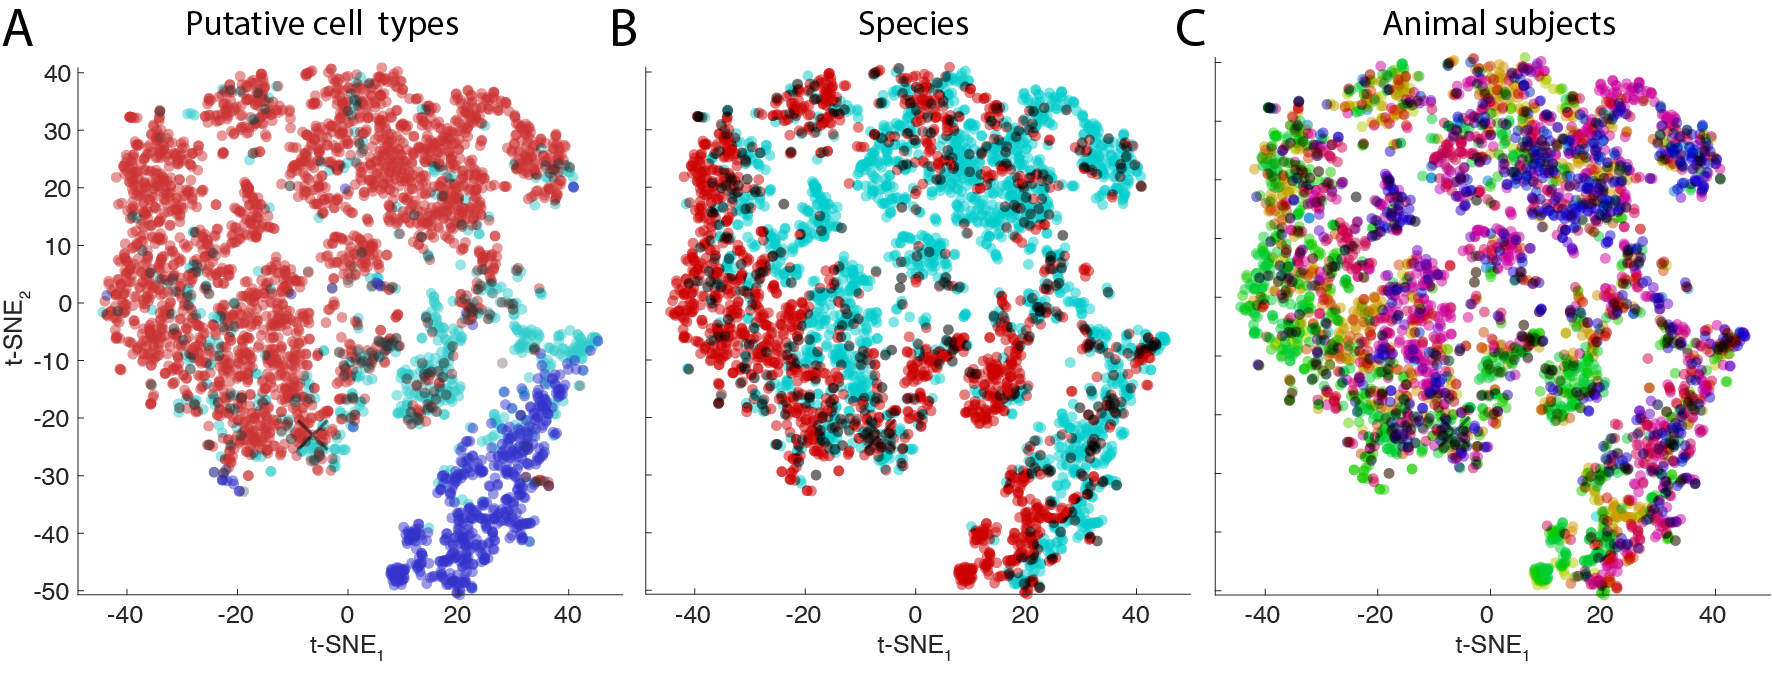 A Putative cell types
B Species
C Animal subjects
40
30
20
10
0
-10
-20
-30
-40
-50
t-SNE2
-40 -20 0 20 40
t-SNE1
-40 -20 0 20 40
t-SNE1
-40 -20 0 20 40
t-SNE1